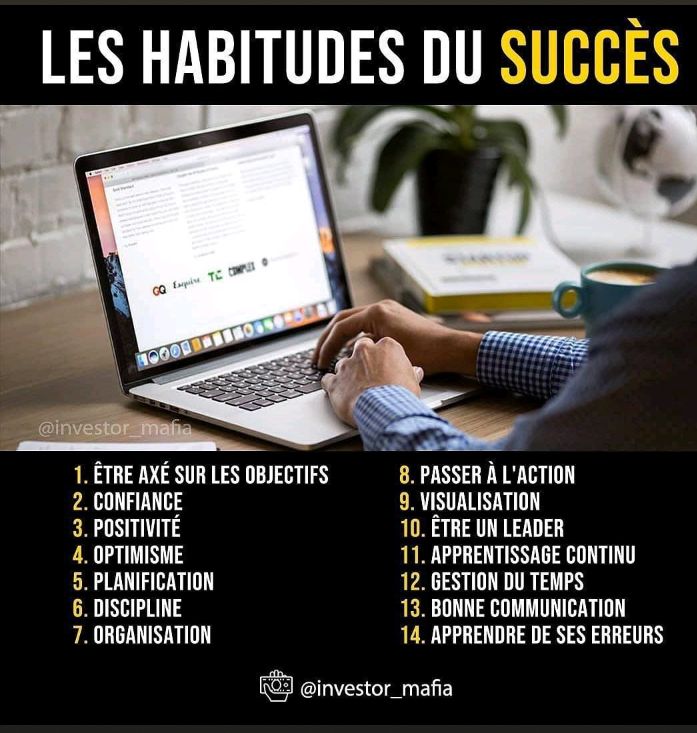 LES HABITUDES DU SUCCÈS
GQ Esquire TC COMPLEX
@investor_mafia
1. ÊTRE AXÉ SUR LES OBJECTIFS
2. CONFIANCE
3. POSITIVITÉ
4. OPTIMISME
5. PLANIFICATION
6. DISCIPLINE
7. ORGANISATION
8. PASSER À L'ACTION
9. VISUALISATION
10. ÊTRE UN LEADER
11. APPRENTISSAGE CONTINU
12. GESTION DU TEMPS
13. BONNE COMMUNICATION
14. APPRENDRE DE SES ERREURS
@investor_mafia